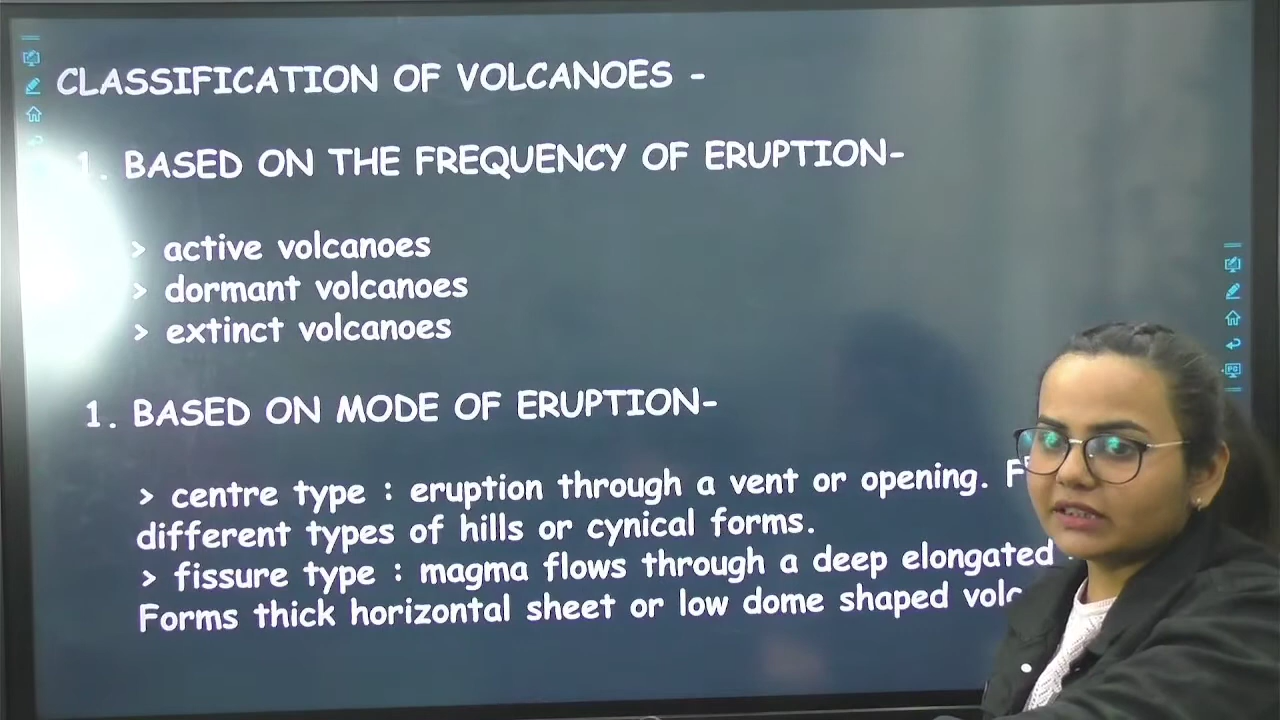 CLASSIFICATION OF VOLCANOES -
1. BASED ON THE FREQUENCY OF ERUPTION-
> active volcanoes
> dormant volcanoes
> extinct volcanoes
1. BASED ON MODE OF ERUPTION-
> centre type : eruption through a vent or opening.
different types of hills or cynical forms.
> fissure type : magma flows through a deep elongated
Forms thick horizontal sheet or low dome shaped